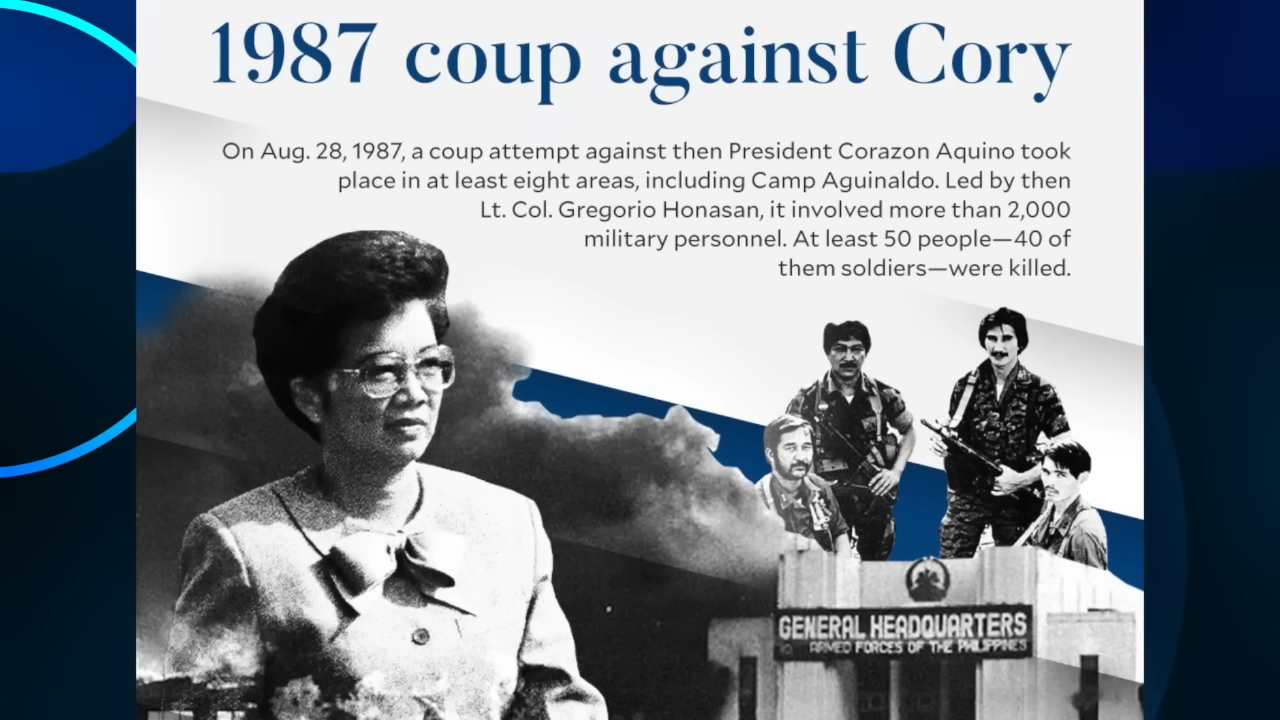 1987 coup against Cory
On Aug. 28, 1987, a coup attempt against then President Corazon Aquino took
place in at least eight areas, including Camp Aguinaldo. Led by then
Lt. Col. Gregorio Honasan, it involved more than 2,000
military personnel. At least 50 people—40 of
them soldiers—were killed.
GENERAL HEADQUARTERS
ARMED FORCES OF THE PHILIPPINES